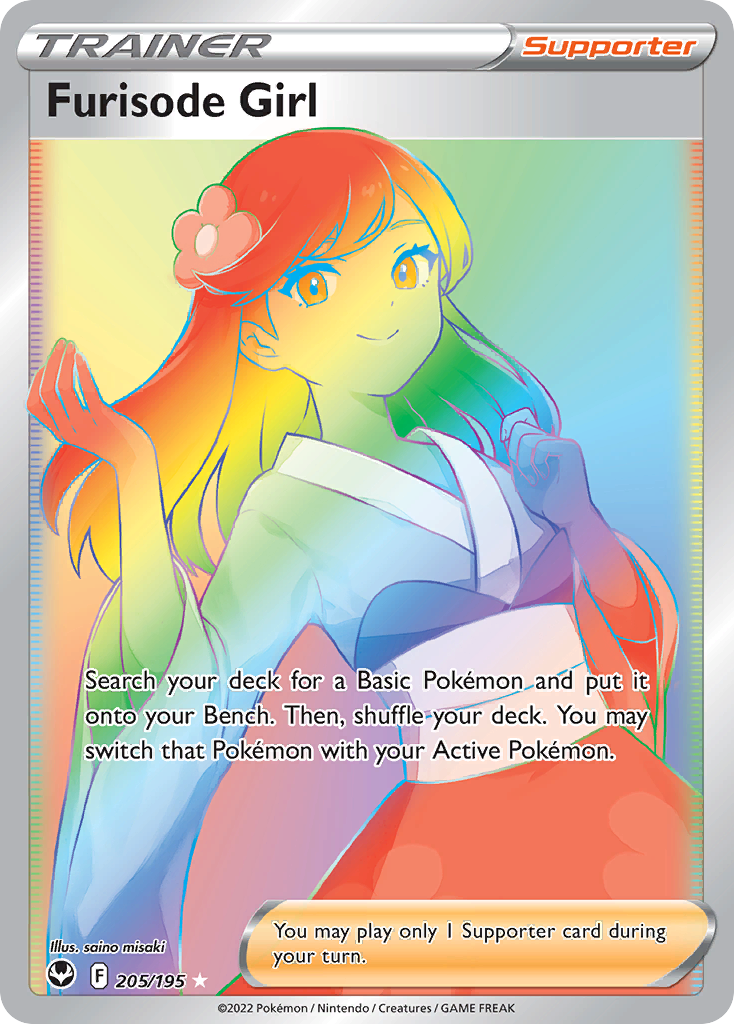 TRAINER Supporter
Furisode Girl
Search your deck for a Basic Pokémon and put it
onto your Bench. Then, shuffle your deck. You may
switch that Pokémon with your Active Pokémon.
You may play only 1 Supporter card during
your turn.
Illus. saino misaki
F 205/195
©2022 Pokémon / Nintendo / Creatures / GAME FREAK